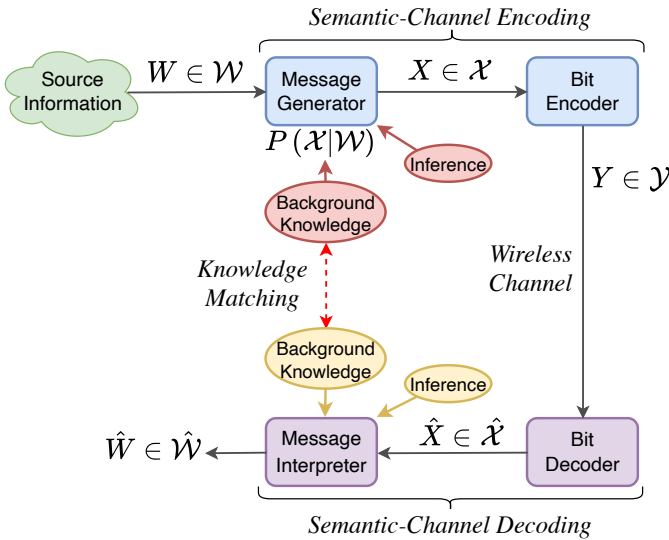 Semantic-Channel Encoding
Source
Information
W ∈ 𝒲
Message
Generator
X ∈ 𝒳
Bit
Encoder
P (𝒳|𝒲)
Inference
Y ∈ 𝒴
Background
Knowledge
Knowledge
Matching
Wireless
Channel
Background
Knowledge
Inference
Ŵ ∈ 𝒲̂
Message
Interpreter
X̂ ∈ 𝒳̂
Bit
Decoder
Semantic-Channel Decoding